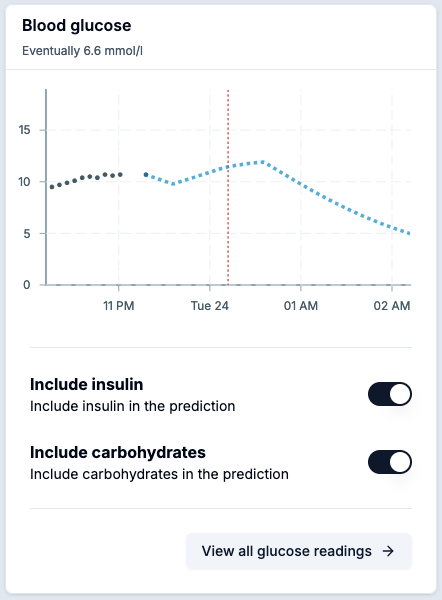 Blood glucose
Eventually 6.6 mmol/l
15
10
5
0
11 PM Tue 24 01 AM 02 AM
Include insulin
Include insulin in the prediction
Include carbohydrates
Include carbohydrates in the prediction
View all glucose readings →